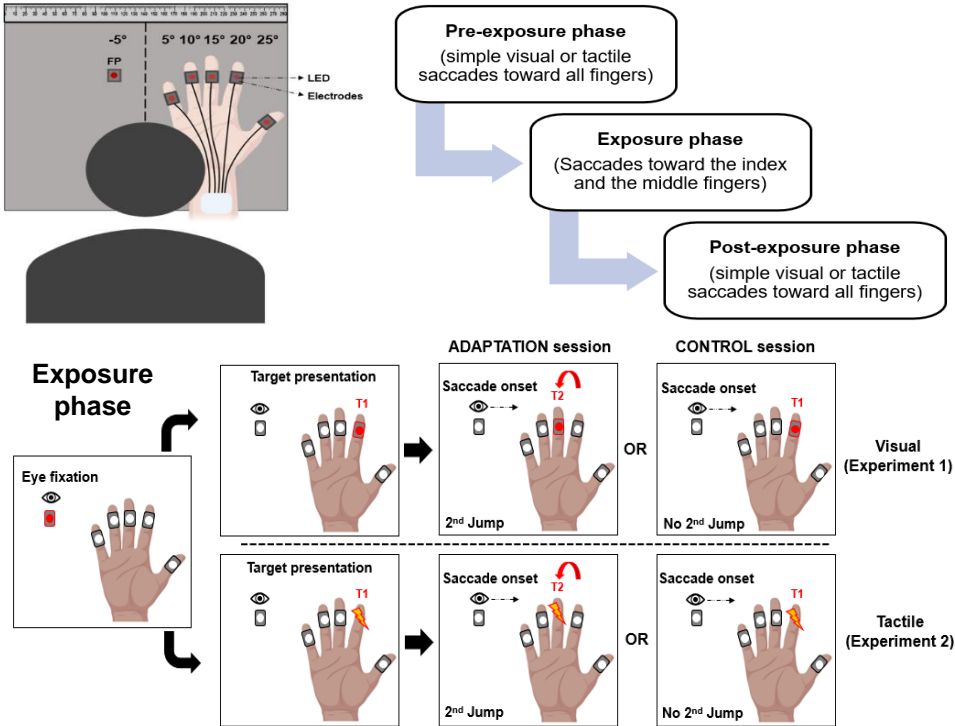 -5° 5° 10° 15° 20° 25°
FP
LED
Electrodes
Pre-exposure phase
(simple visual or tactile
saccades toward all fingers)
Exposure phase
(Saccades toward the index
and the middle fingers)
Post-exposure phase
(simple visual or tactile
saccades toward all fingers)
Exposure
phase
ADAPTATION session
CONTROL session
Eye fixation
Target presentation
T1
Saccade onset
T2
2nd Jump
OR
Saccade onset
T1
No 2nd Jump
Visual
(Experiment 1)
Target presentation
T1
Saccade onset
T2
2nd Jump
OR
Saccade onset
T1
No 2nd Jump
Tactile
(Experiment 2)